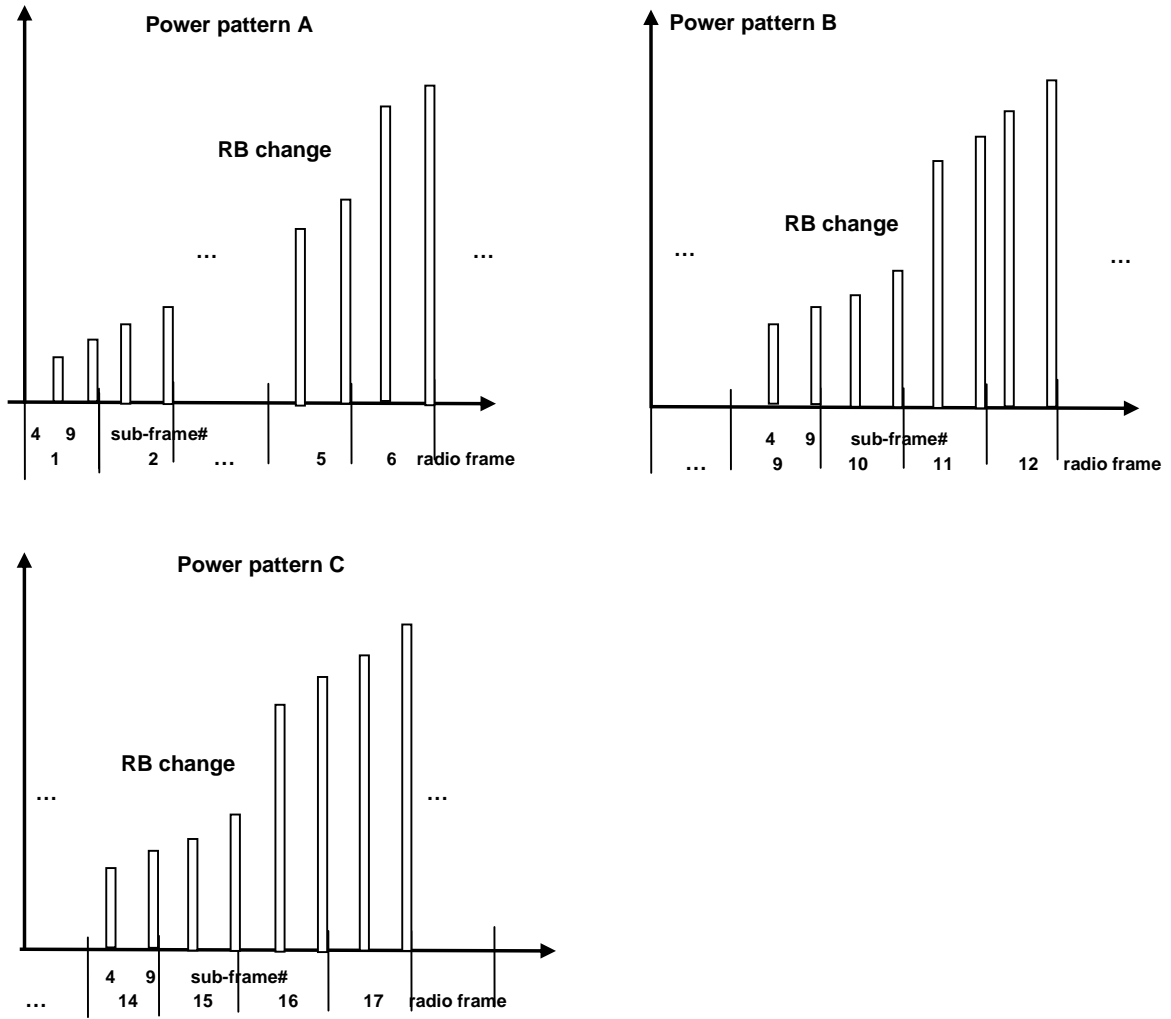 Power pattern A
RB change
...
...
4 9 sub-frame#
1 2 ... 5 6 radio frame
Power pattern B
RB change
...
...
4 9 sub-frame#
... 9 10 11 12 radio frame
Power pattern C
RB change
...
...
4 9 sub-frame#
... 14 15 16 17 radio frame